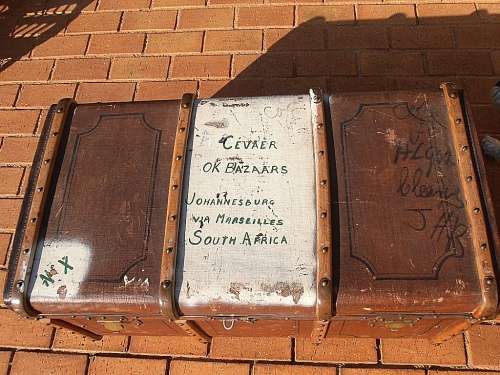 CEVAER
OK BAZAARS
JOHANNESBURG
VIA MARSEILLES
SOUTH AFRICA
X